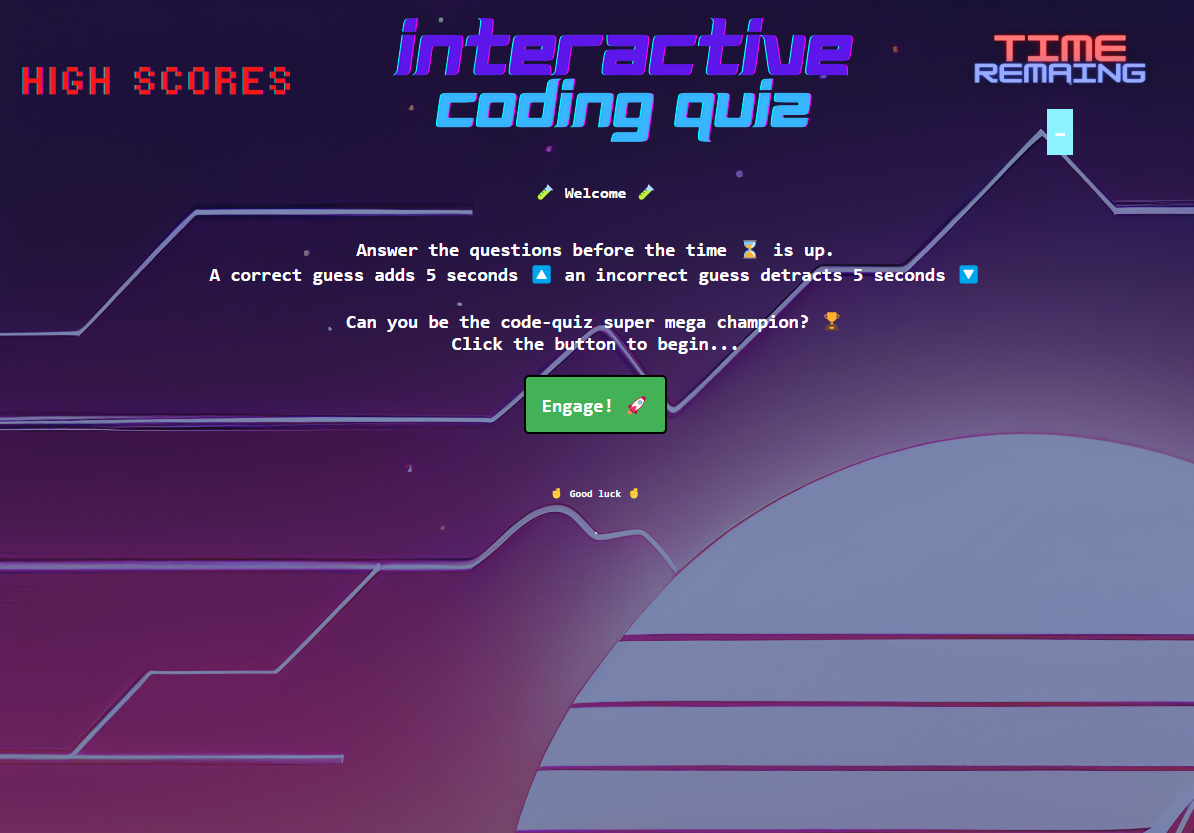 HIGH SCORES
interactive
coding quiz
TIME
REMAING
-
🧪 Welcome 🧪
Answer the questions before the time ⏳ is up.
A correct guess adds 5 seconds 🔼 an incorrect guess detracts 5 seconds 🔽
Can you be the code-quiz super mega champion? 🏆
Click the button to begin...
Engage! 🚀
🤞 Good luck 🤞